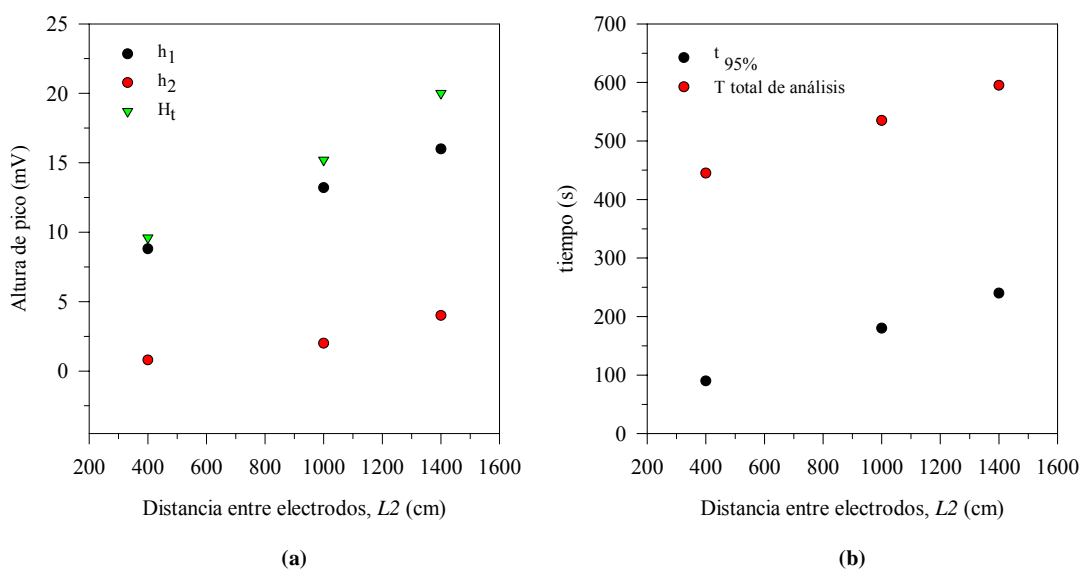 25
20
15
10
5
0
Altura de pico (mV)
h1
h2
Ht
200 400 600 800 1000 1200 1400 1600
Distancia entre electrodos, L2 (cm)
(a)
700
600
500
400
300
200
100
0
tiempo (s)
t 95%
T total de análisis
200 400 600 800 1000 1200 1400 1600
Distancia entre electrodos, L2 (cm)
(b)